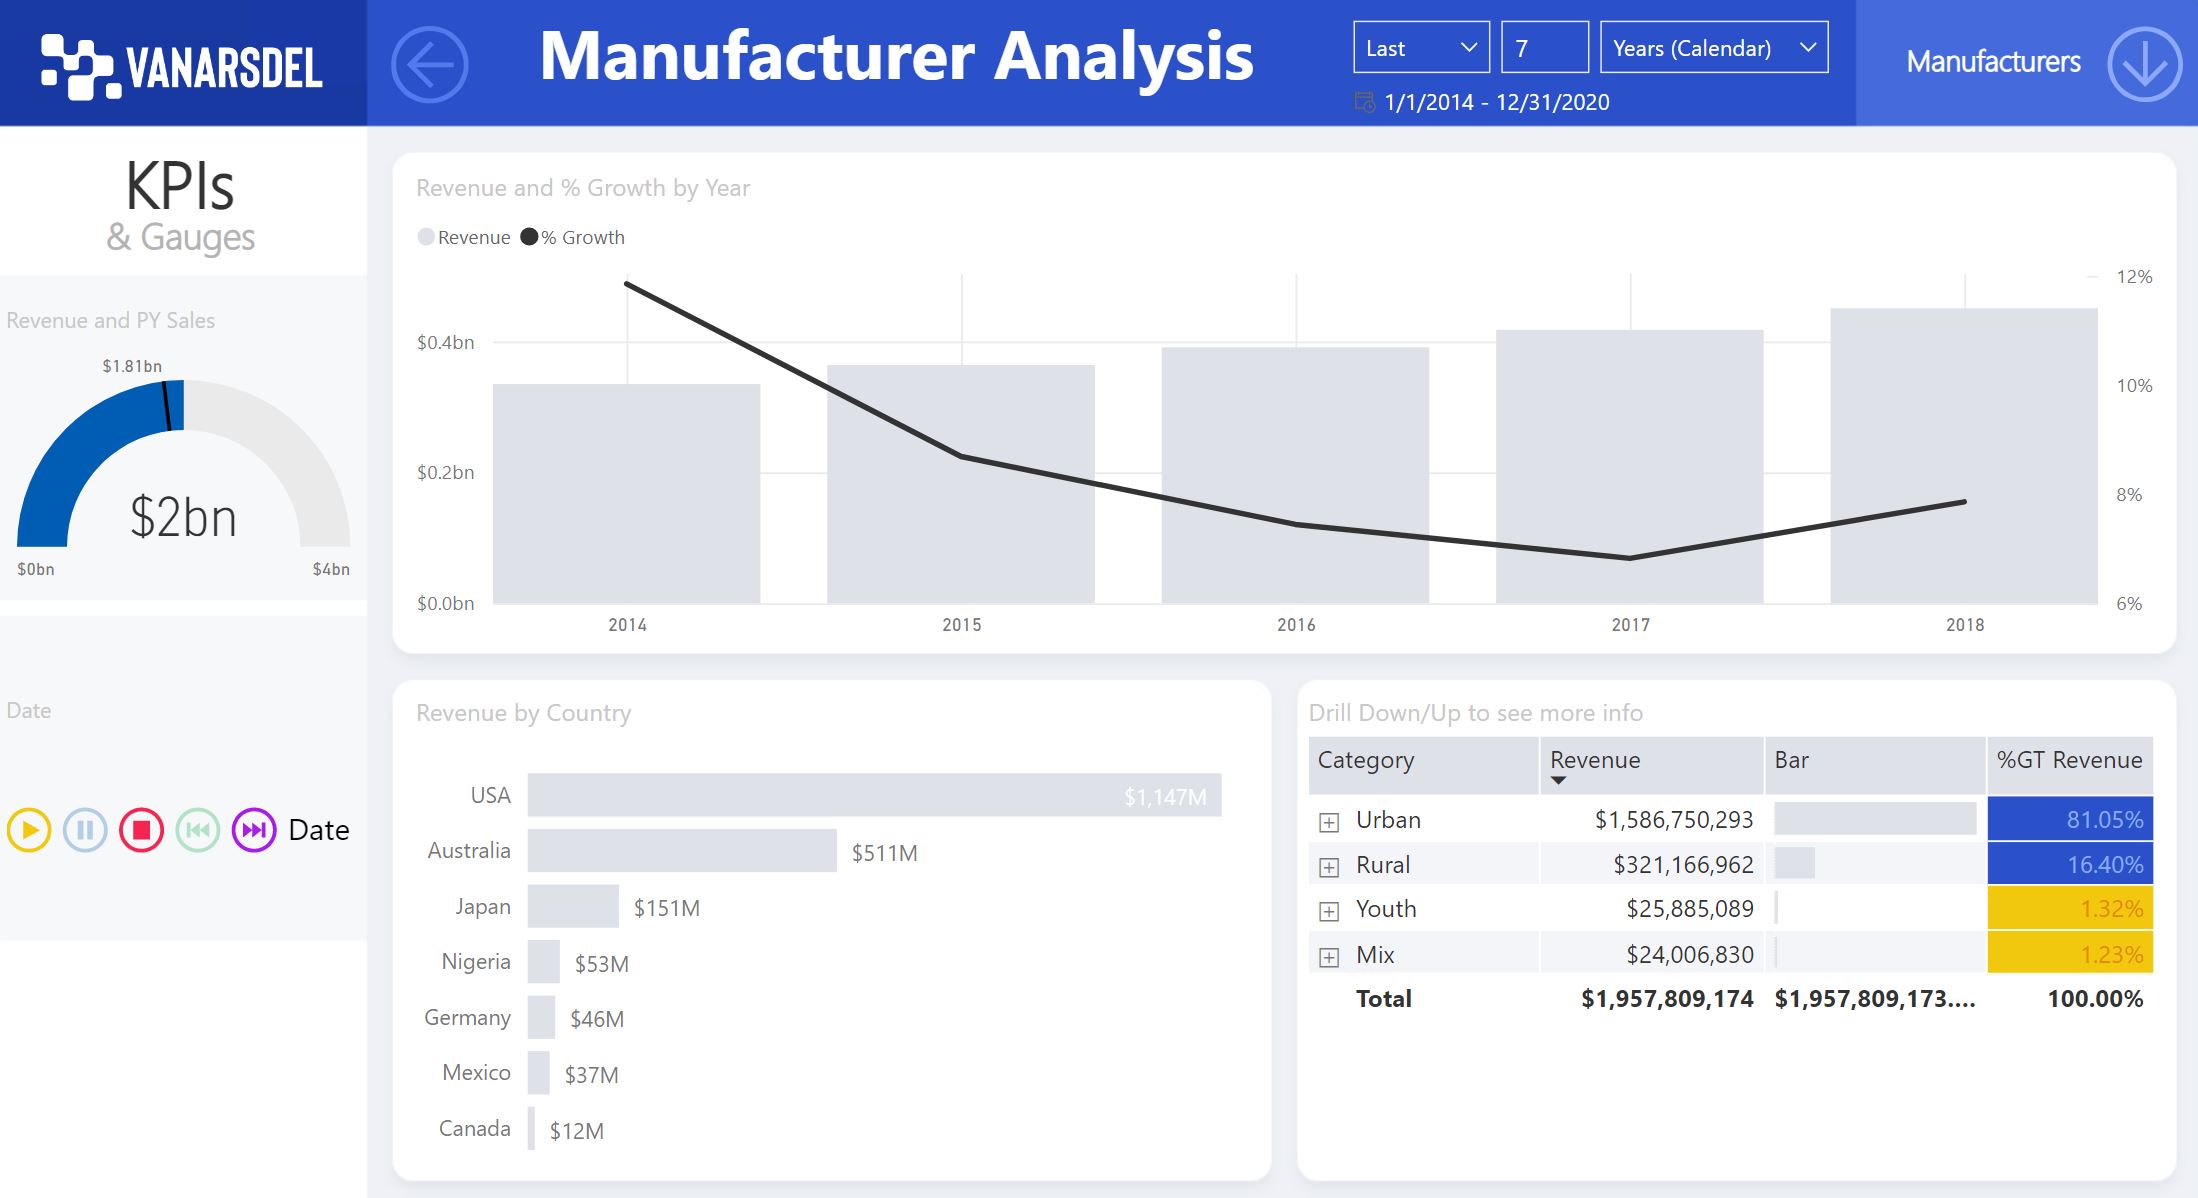 VANARSDEL
Manufacturer Analysis
Last
7
Years (Calendar)
1/1/2014 - 12/31/2020
Manufacturers
KPIs
& Gauges
Revenue and PY Sales
$1.81bn
$2bn
$0bn
$4bn
Date
Date
Revenue and % Growth by Year
Revenue
% Growth
$0.4bn
$0.2bn
$0.0bn
12%
10%
8%
6%
2014
2015
2016
2017
2018
Revenue by Country
USA $1,147M
Australia $511M
Japan $151M
Nigeria $53M
Germany $46M
Mexico $37M
Canada $12M
Drill Down/Up to see more info
Category Revenue Bar %GT Revenue
Urban $1,586,750,293 81.05%
Rural $321,166,962 16.40%
Youth $25,885,089 1.32%
Mix $24,006,830 1.23%
Total $1,957,809,174 $1,957,809,173.... 100.00%